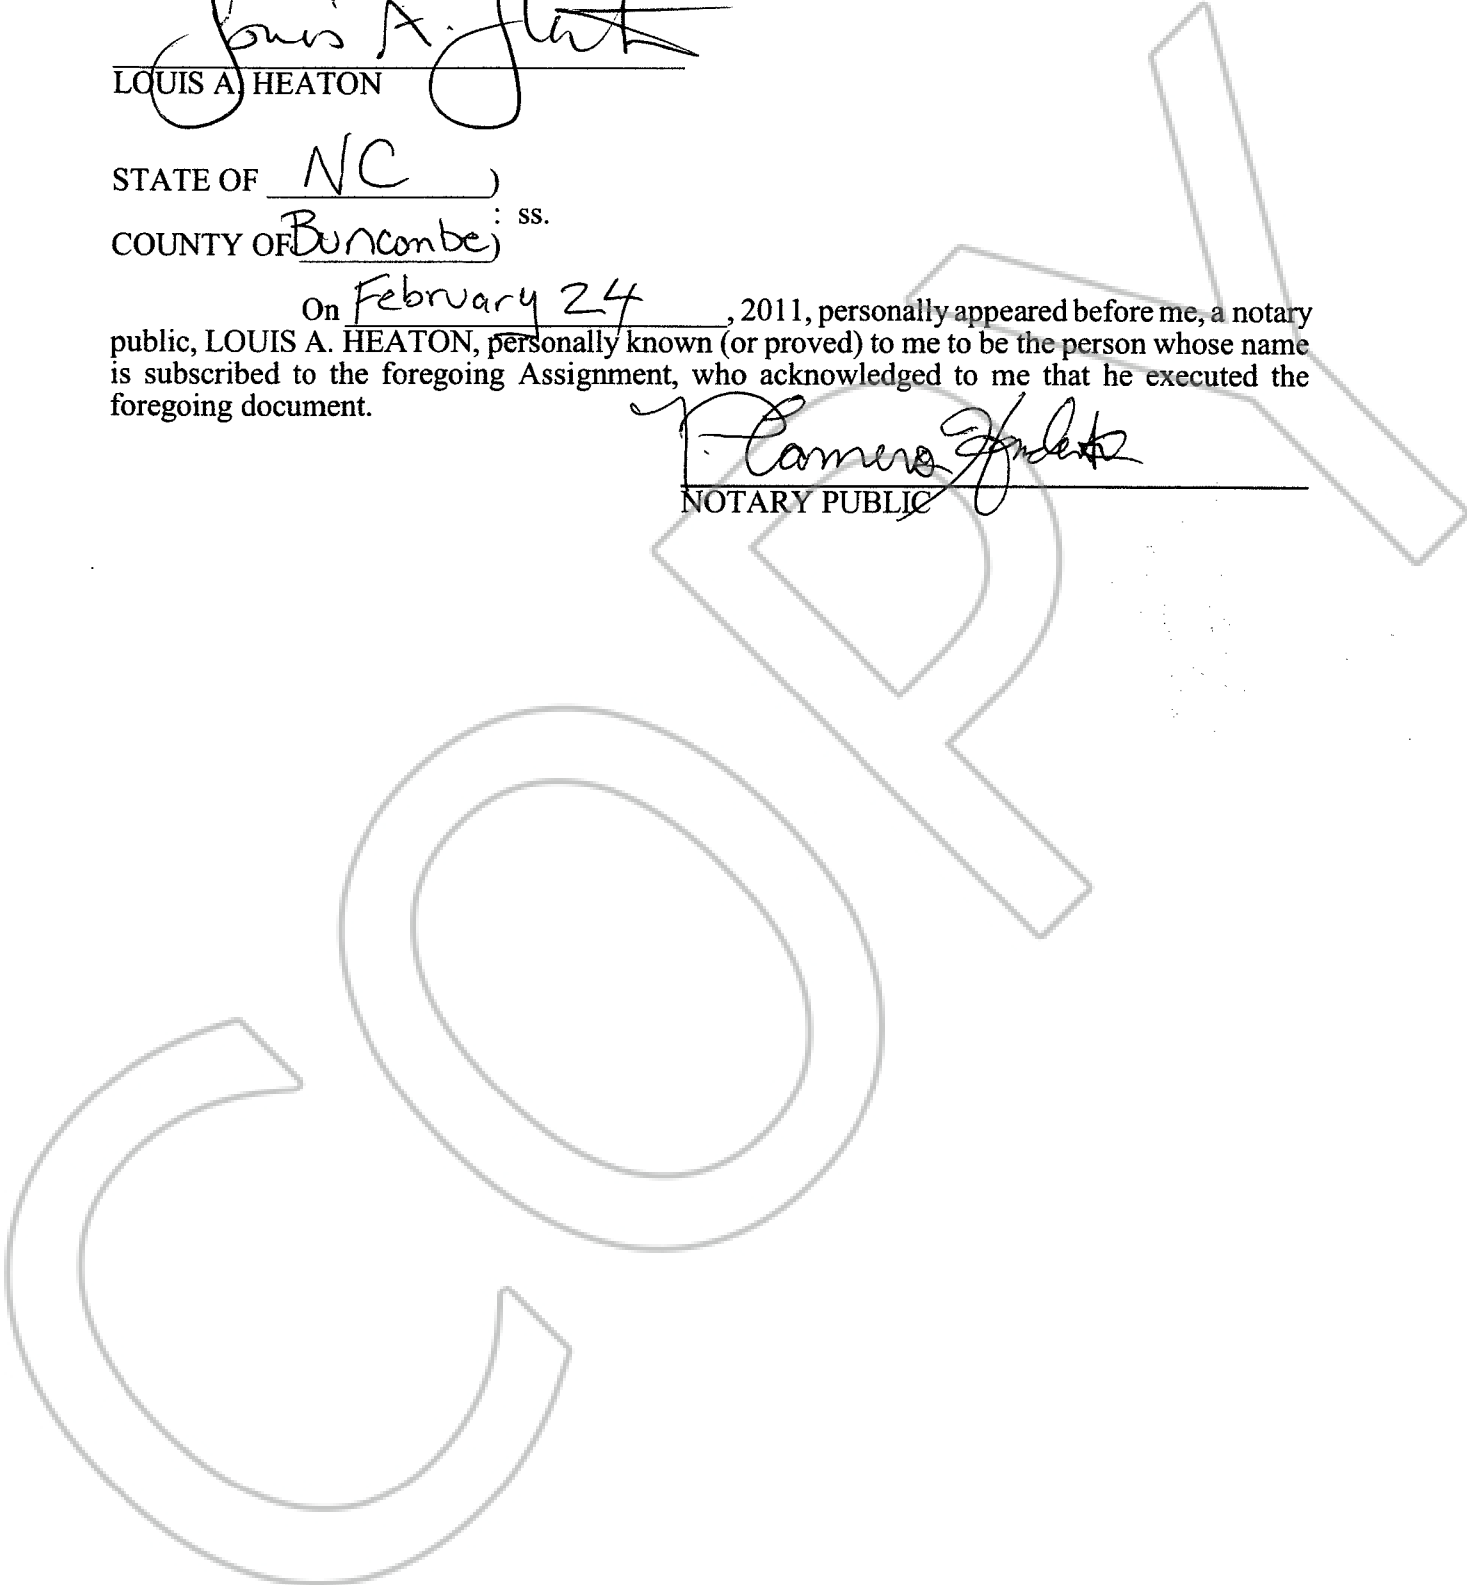 Louis A. Heaton
LOUIS A. HEATON
STATE OF NC )
: ss.
COUNTY OF Buncombe )
On February 24, 2011, personally appeared before me, a notary
public, LOUIS A. HEATON, personally known (or proved) to me to be the person whose name
is subscribed to the foregoing Assignment, who acknowledged to me that he executed the
foregoing document.
NOTARY PUBLIC
COPY